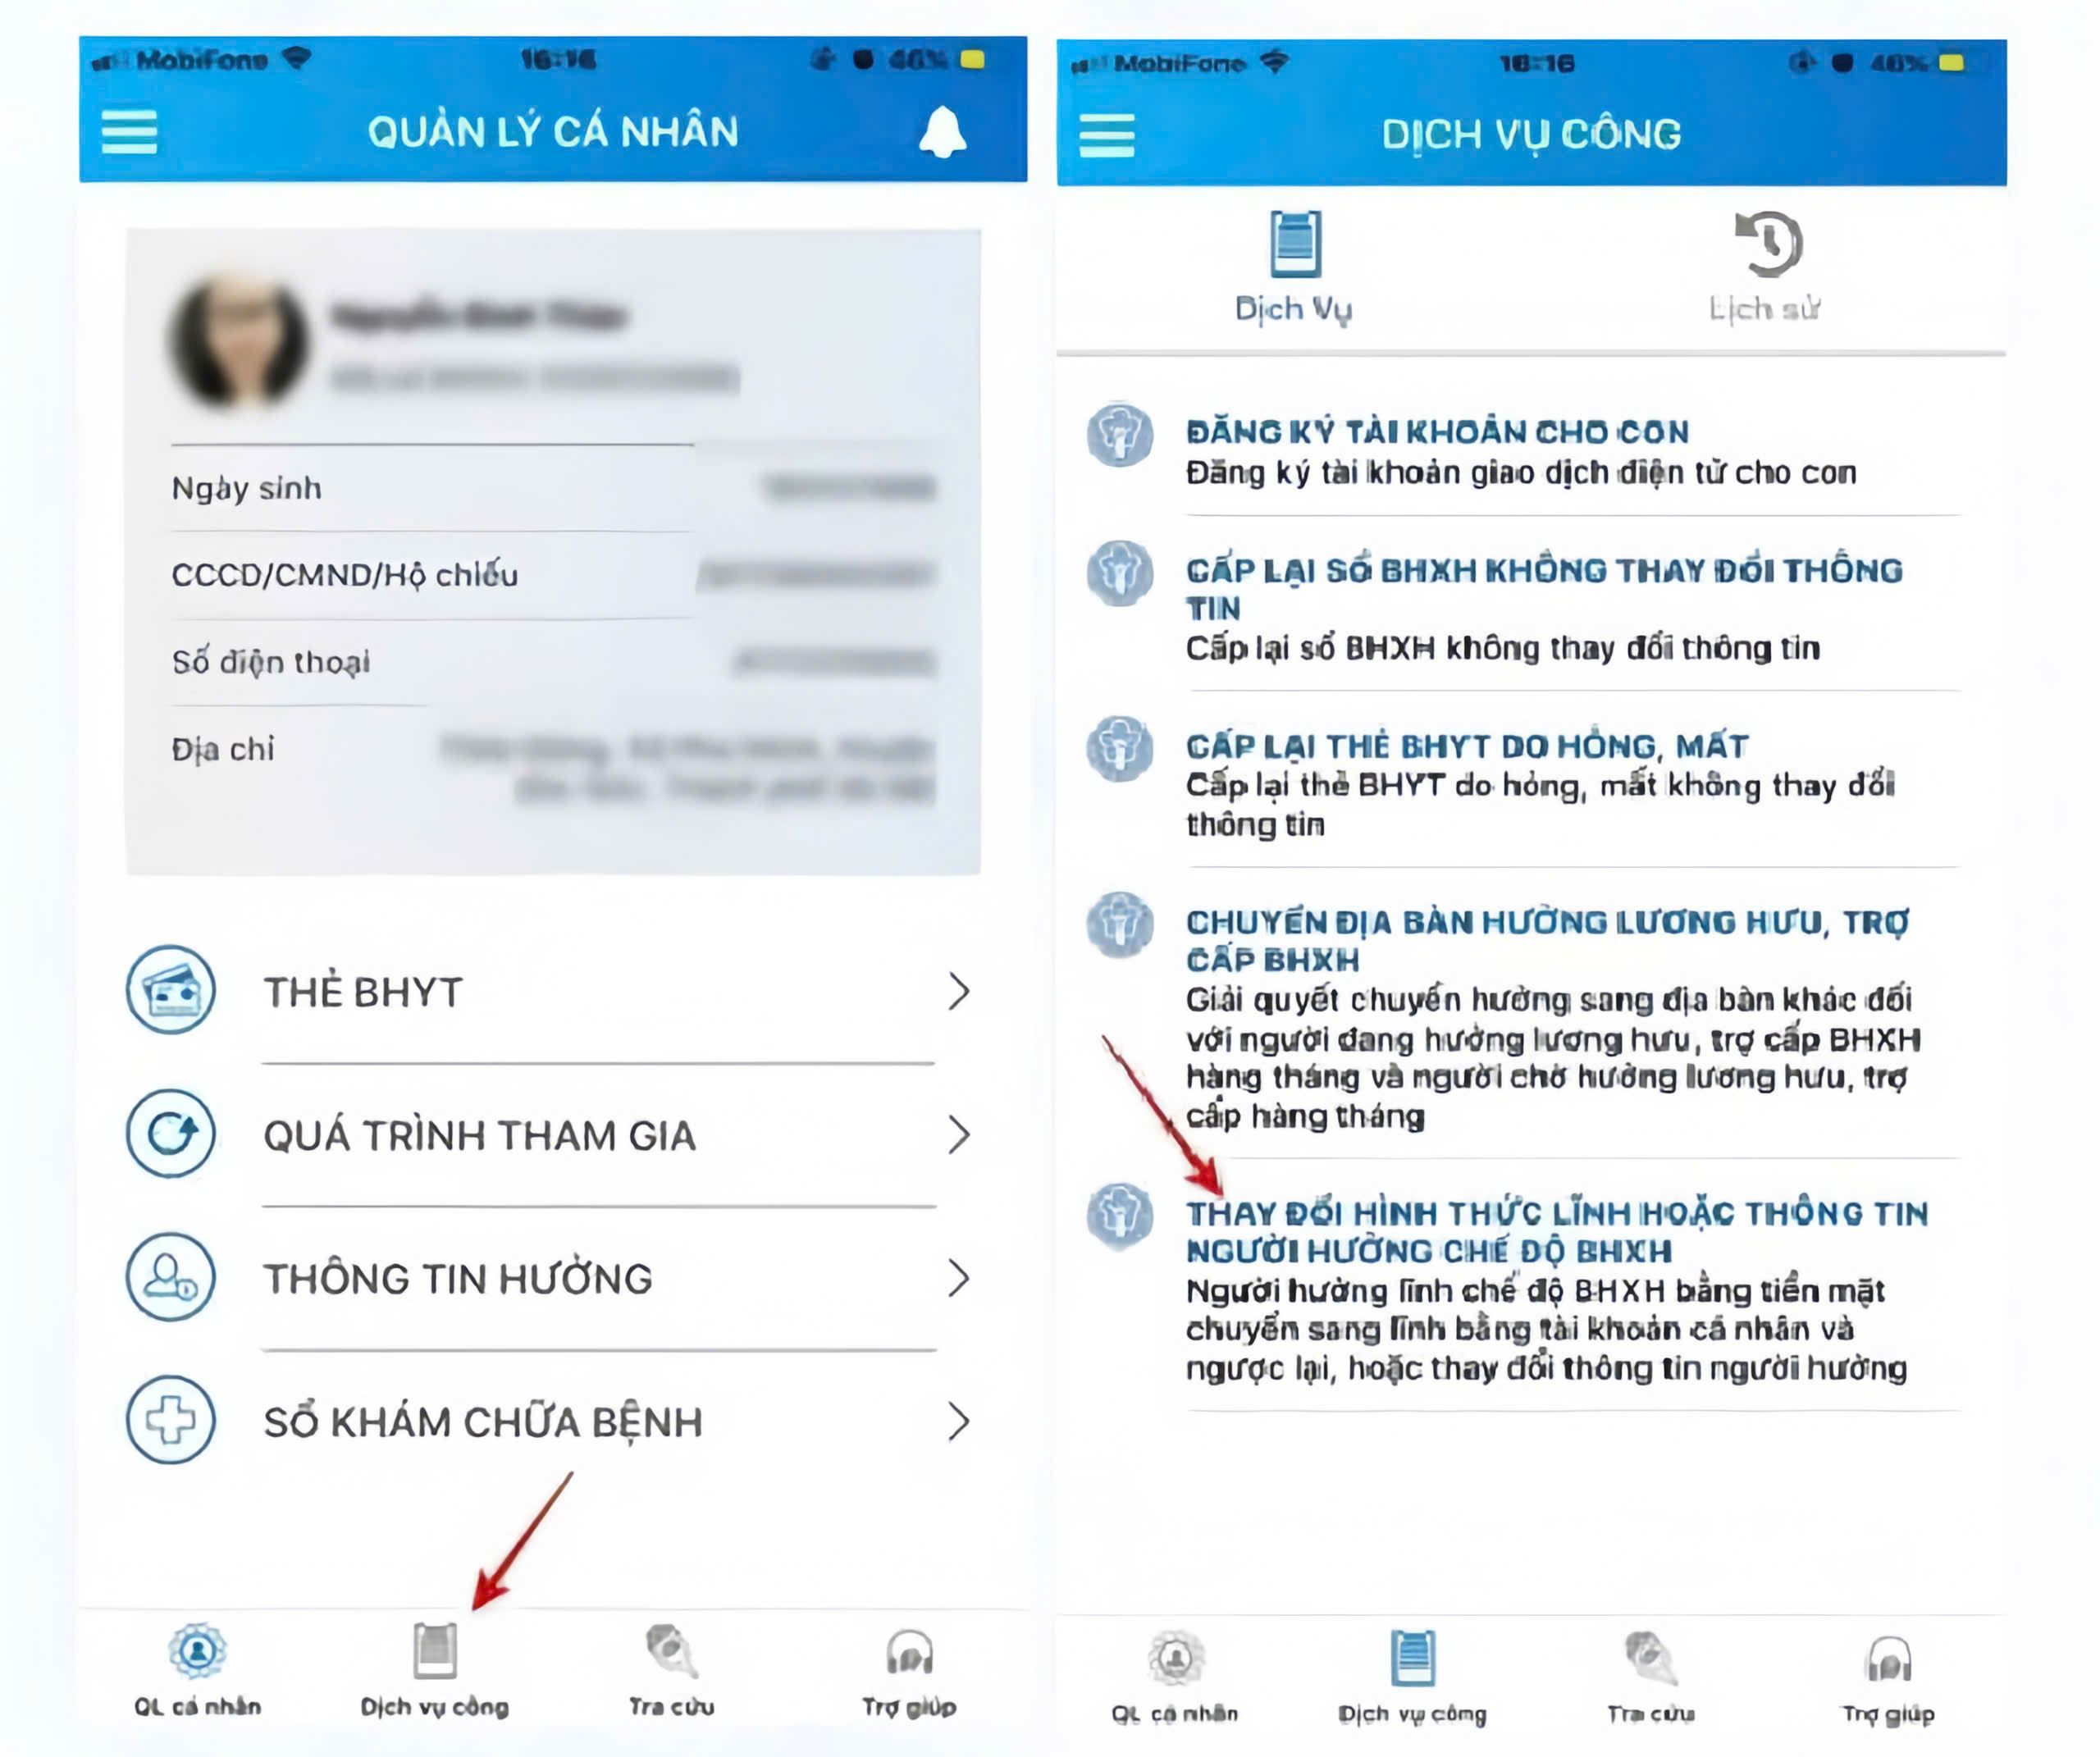 MobiFone
16:16
46%
QUẢN LÝ CÁ NHÂN
Ngày sinh
CCCD/CMND/Hộ chiếu
Số điện thoại
Địa chỉ
THẺ BHYT
QUÁ TRÌNH THAM GIA
THÔNG TIN HƯỞNG
SỔ KHÁM CHỮA BỆNH
QL cá nhân
Dịch vụ công
Tra cứu
Trợ giúp
MobiFone
16:16
46%
DỊCH VỤ CÔNG
Dịch Vụ
Lịch sử
ĐĂNG KÝ TÀI KHOẢN CHO CON
Đăng ký tài khoản giao dịch điện tử cho con
CẤP LẠI SỔ BHXH KHÔNG THAY ĐỔI THÔNG
TIN
Cấp lại sổ BHXH không thay đổi thông tin
CẤP LẠI THẺ BHYT DO HỎNG, MẤT
Cấp lại thẻ BHYT do hỏng, mất không thay đổi
thông tin
CHUYỂN ĐỊA BÀN HƯỞNG LƯƠNG HƯU, TRỢ
CẤP BHXH
Giải quyết chuyển hưởng sang địa bàn khác đối
với người đang hưởng lương hưu, trợ cấp BHXH
hàng tháng và người chờ hưởng lương hưu, trợ
cấp hàng tháng
THAY ĐỔI HÌNH THỨC LĨNH HOẶC THÔNG TIN
NGƯỜI HƯỞNG CHẾ ĐỘ BHXH
Người hưởng lĩnh chế độ BHXH bằng tiền mặt
chuyển sang lĩnh bằng tài khoản cá nhân và
ngược lại, hoặc thay đổi thông tin người hưởng
QL cá nhân
Dịch vụ công
Tra cứu
Trợ giúp